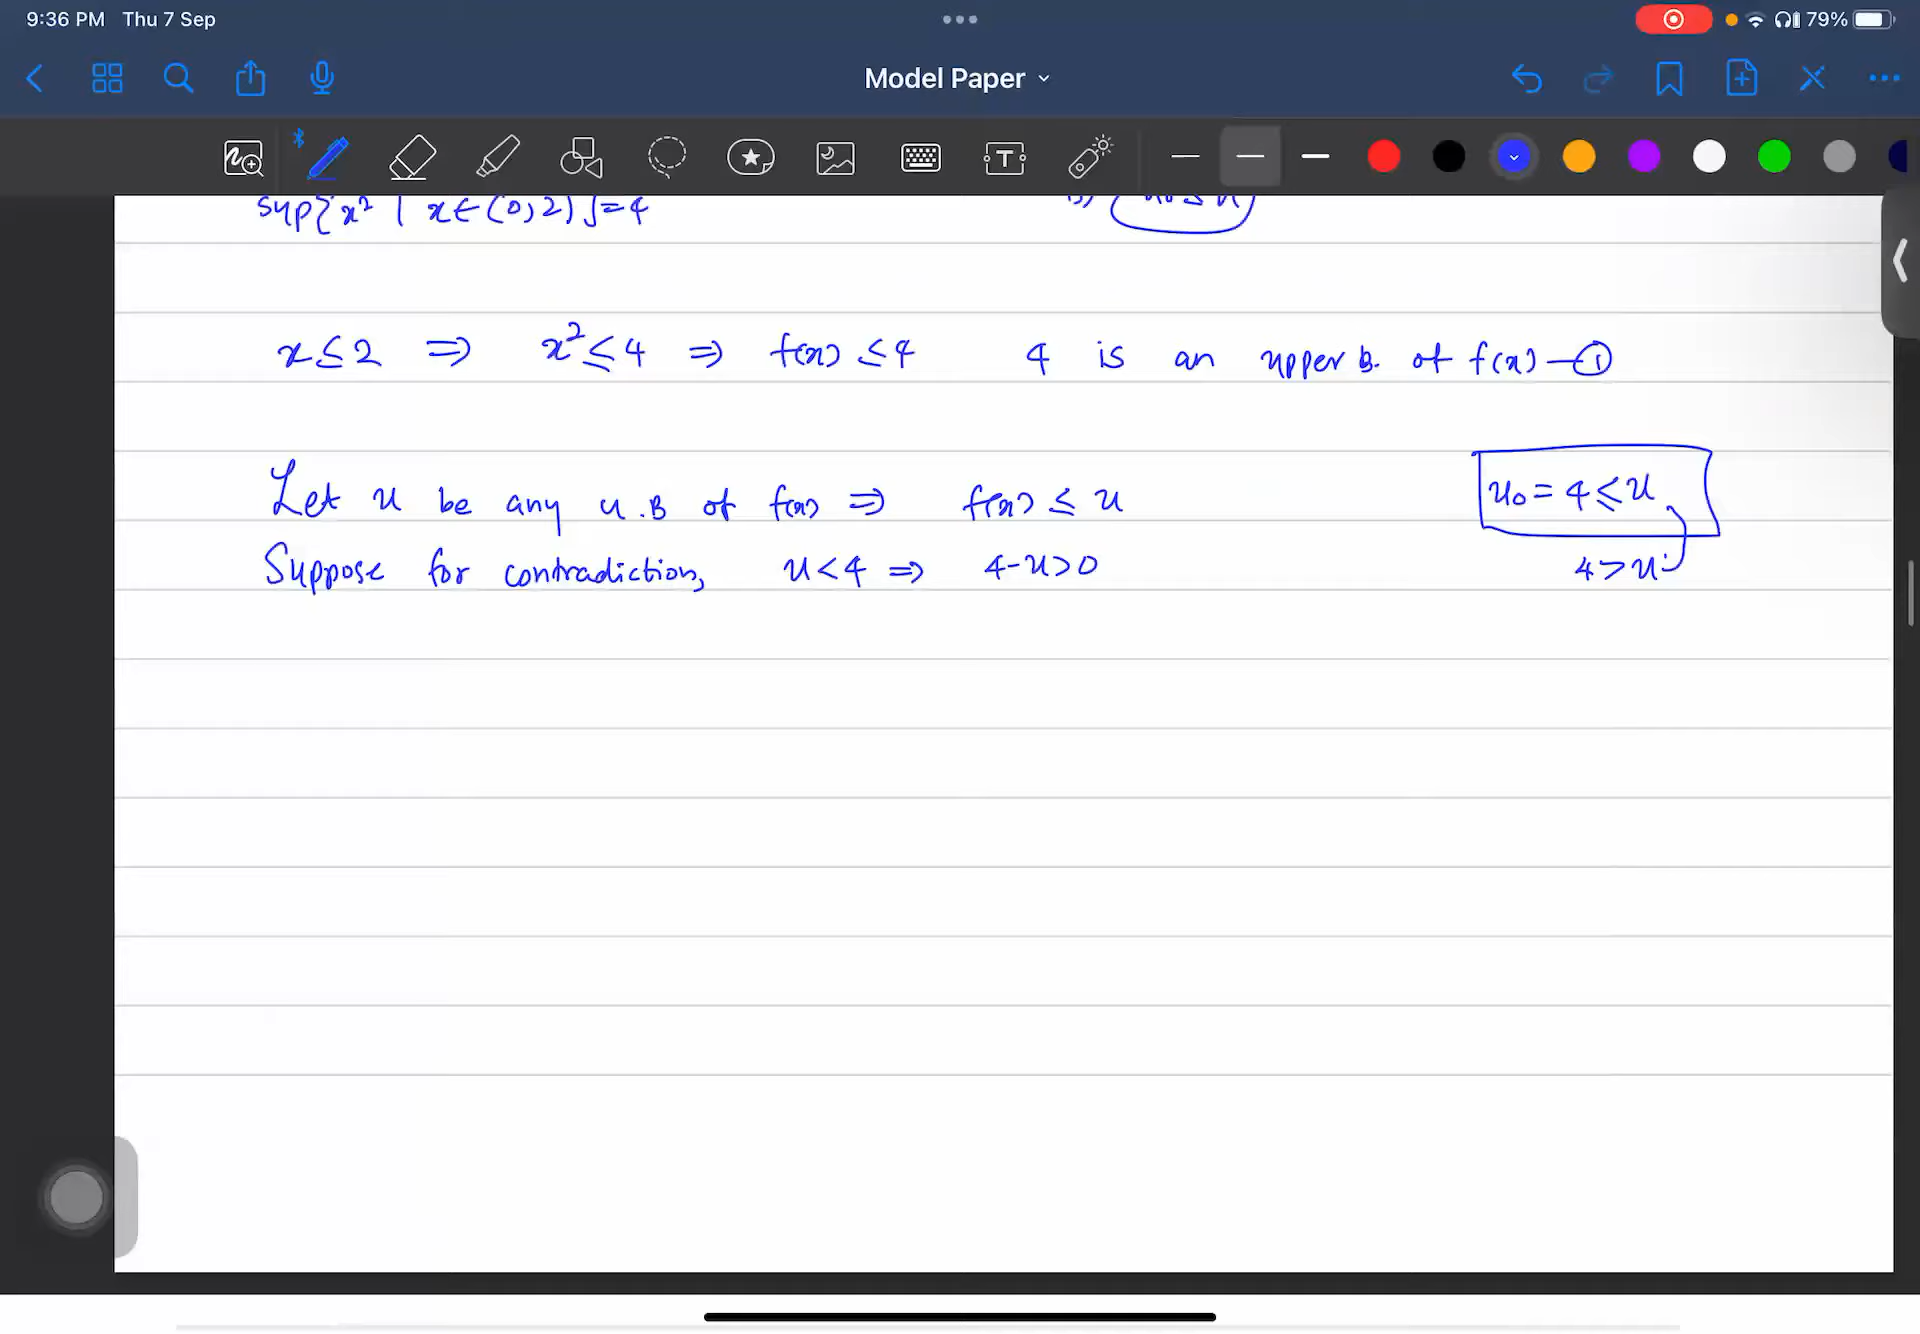 9:36 PM Thu 7 Sep
79%
Model Paper
T
sup{x² | x∈(0,2)}=4
x≤2 ⇒ x²≤4 ⇒ f(x) ≤4 4 is an upper b. of f(x) —①
Let u be any u.B of f(x) ⇒ f(x) ≤ u
u₀ = 4 ≤ u
Suppose for contradiction, u<4 ⇒ 4-u>0
4>u